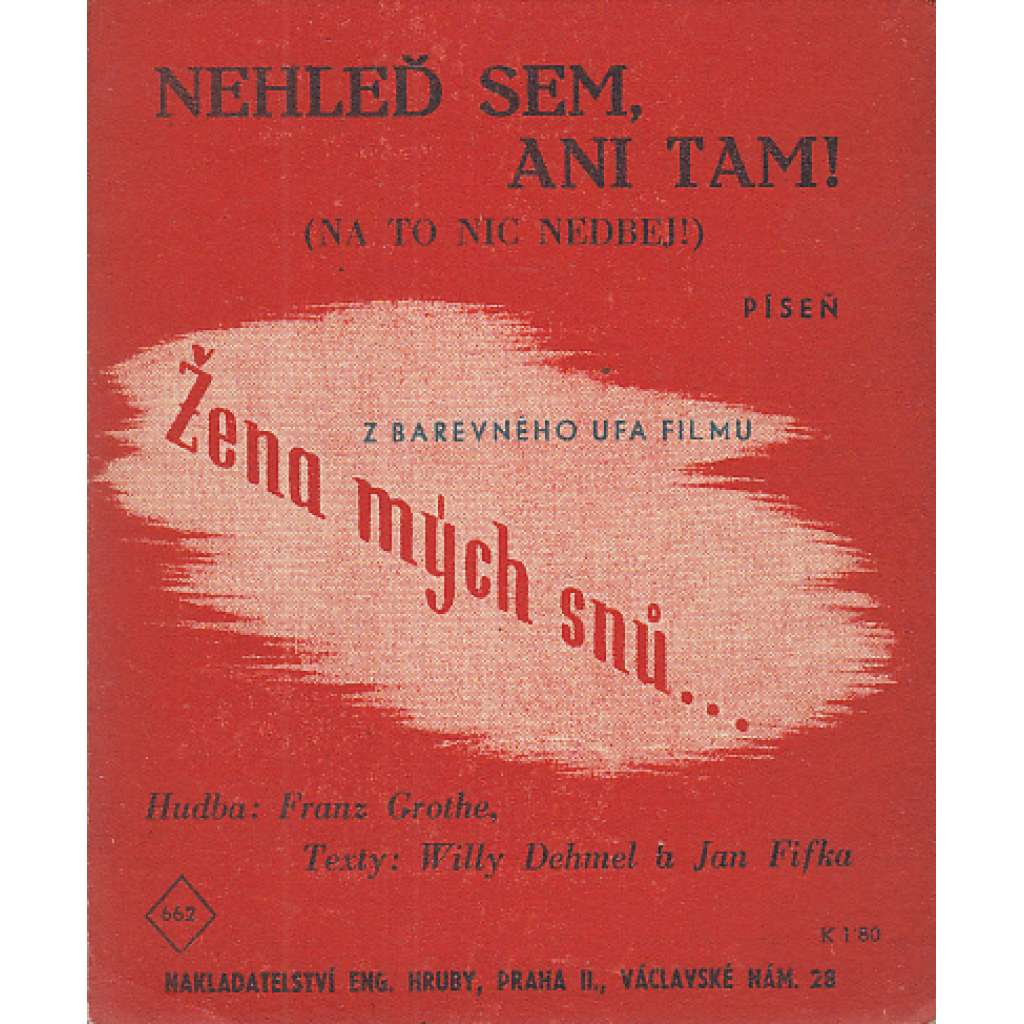 NEHLEĎ SEM,
ANI TAM!
(NA TO NIC NEDBEJ!)
PÍSEŇ
Z BAREVNÉHO UFA FILMU
Žena mých snů...
Hudba: Franz Grothe,
Texty: Willy Dehmel a Jan Fifka
662
K 1'80
NAKLADATELSTVÍ ENG. HRUBY, PRAHA II., VÁCLAVSKÉ NÁM. 28